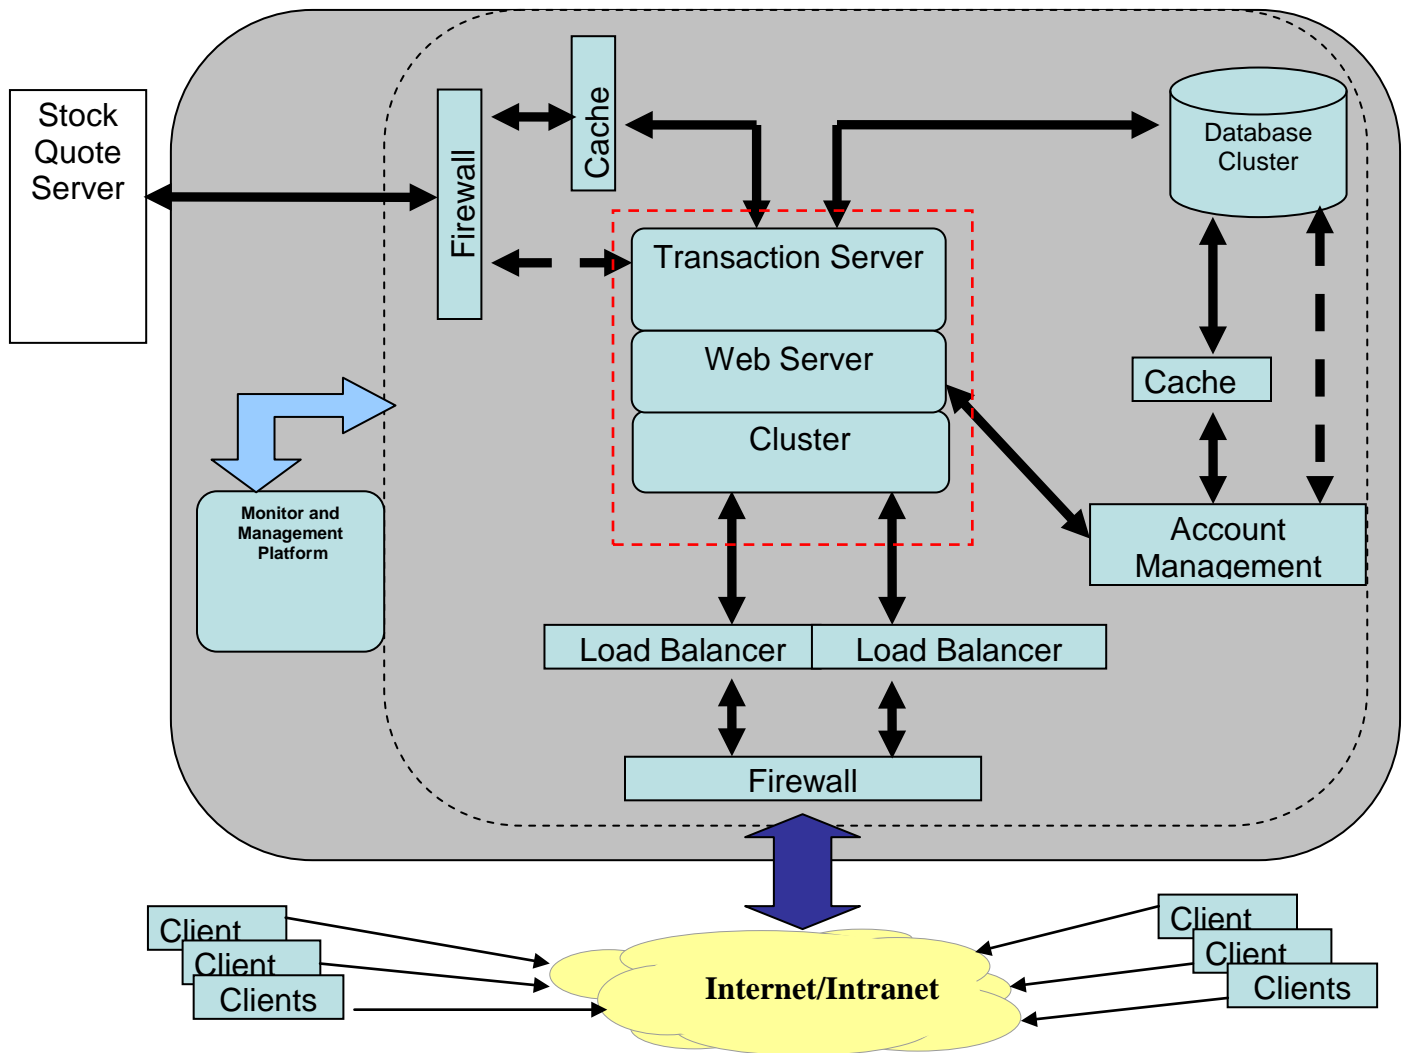 Stock
Quote
Server
Firewall
Cache
Database
Cluster
Transaction Server
Web Server
Cluster
Cache
Monitor and
Management
Platform
Account
Management
Load Balancer
Load Balancer
Firewall
Client
Client
Clients
Internet/Intranet
Client
Client
Clients